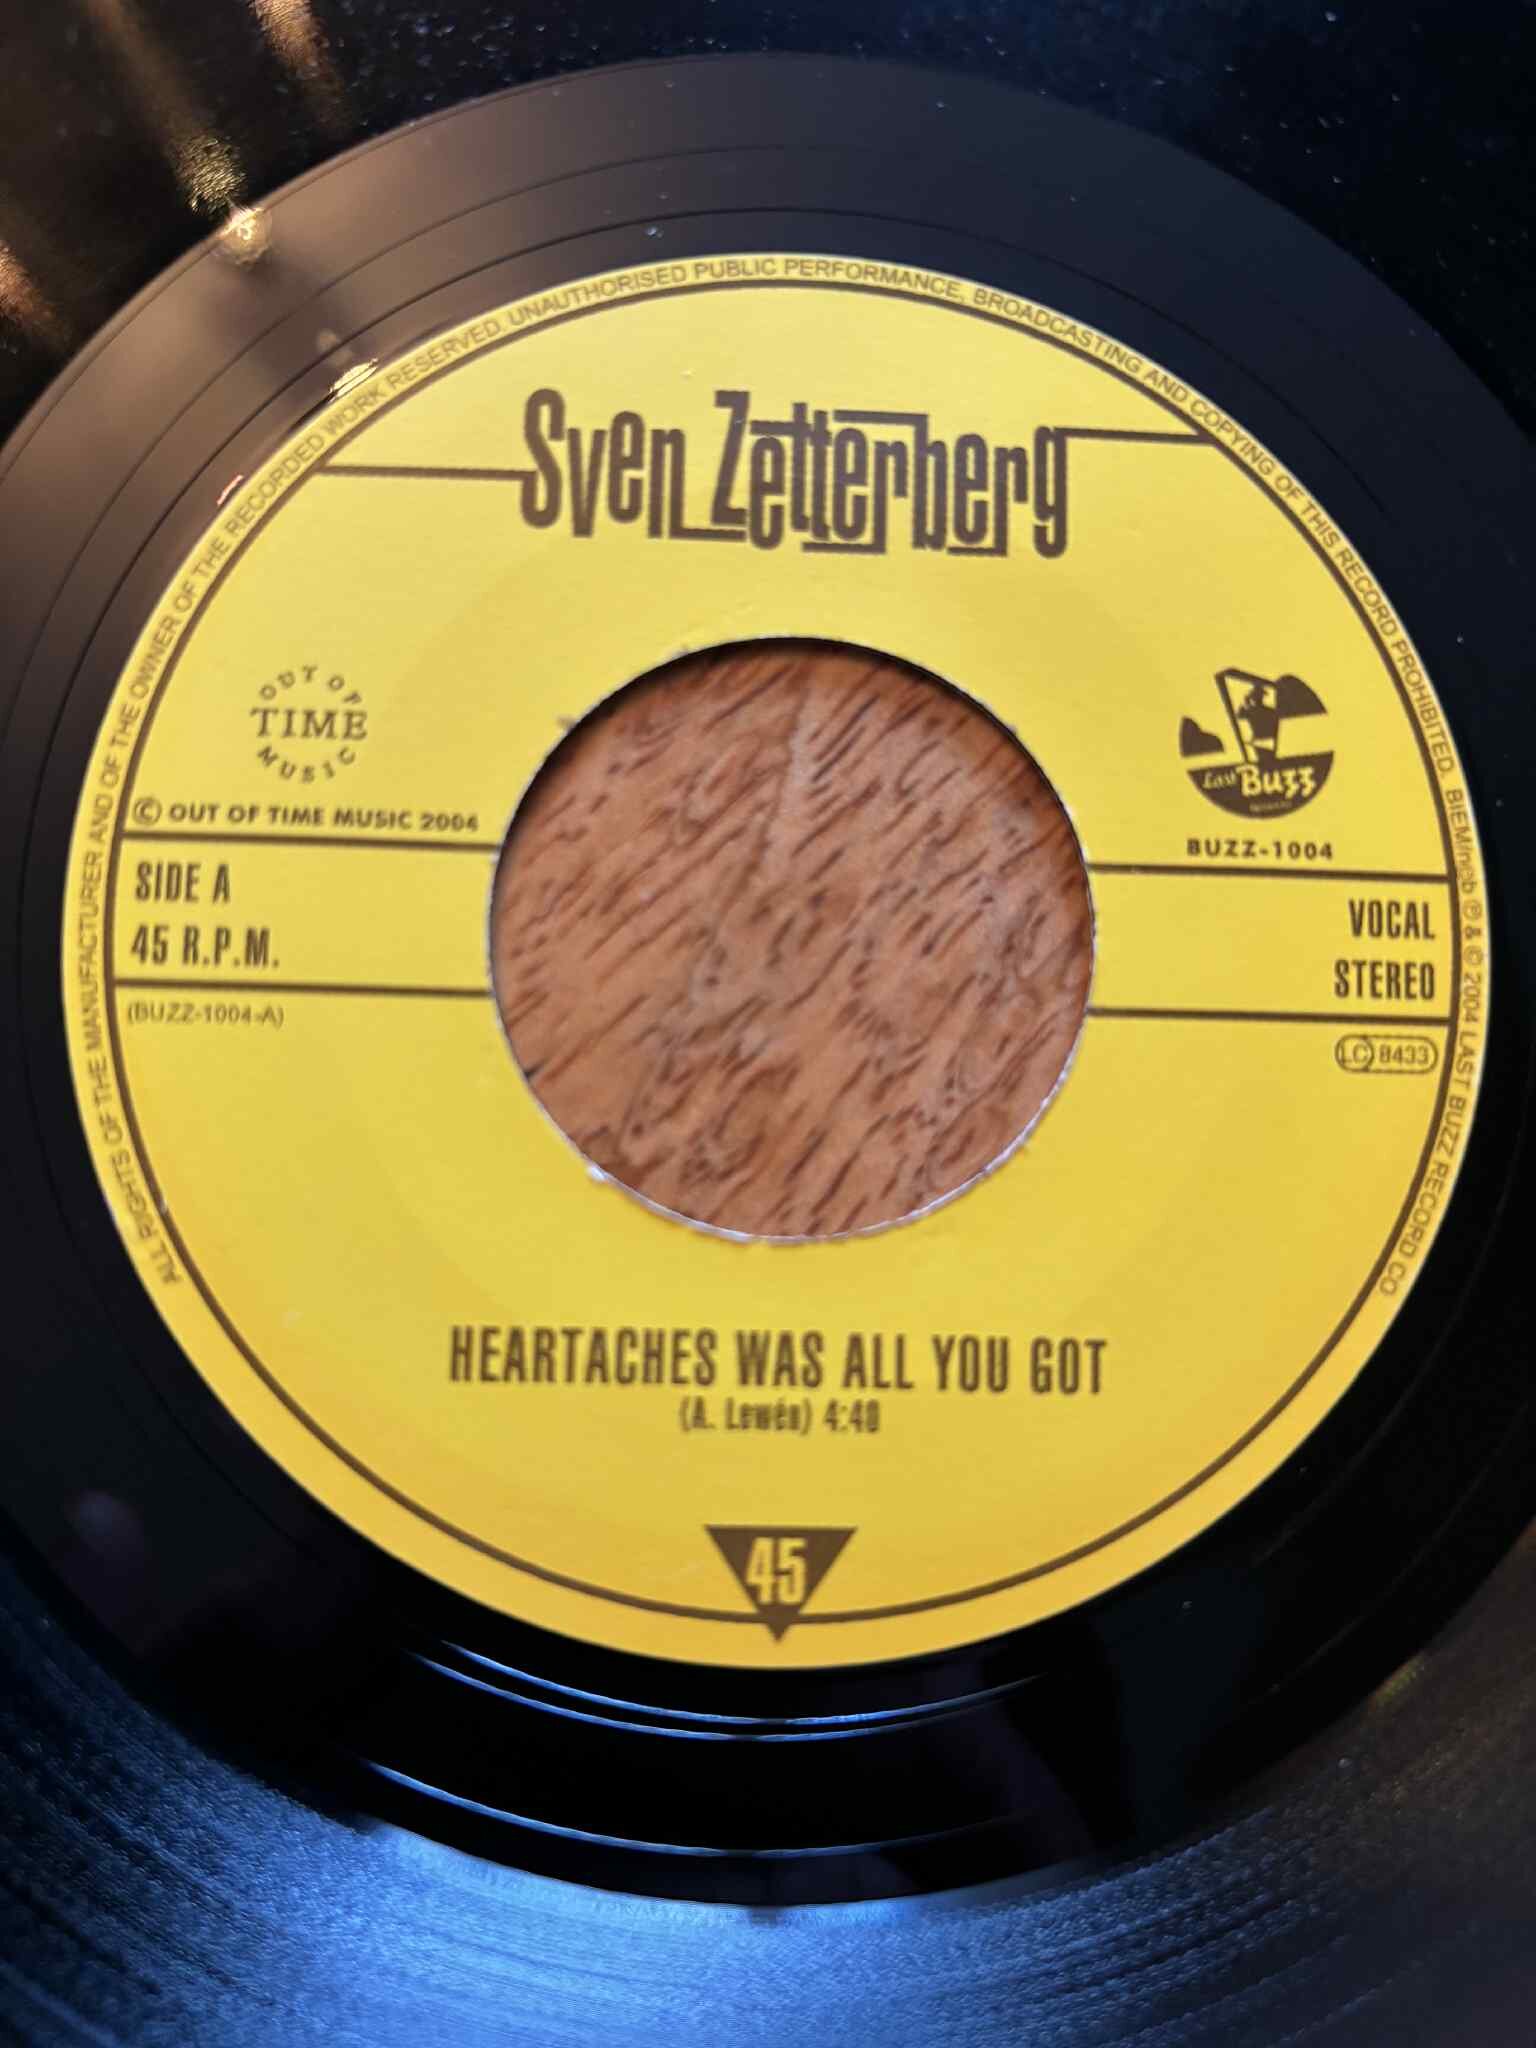 ALL RIGHTS OF THE MANUFACTURER AND OF THE OWNER OF THE RECORDED WORK RESERVED. UNAUTHORISED PUBLIC PERFORMANCE, BROADCASTING AND COPYING OF THIS RECORD PROHIBITED. BIEM/ncb ℗ & © 2004 LAST BUZZ RECORD CO
Sven Zetterberg
OUT OF
TIME
MUSIC
© OUT OF TIME MUSIC 2004
Last Buzz
BUZZ-1004
SIDE A
45 R.P.M.
VOCAL
STEREO
(BUZZ-1004-A)
LC 8433
HEARTACHES WAS ALL YOU GOT
(A. Lewén) 4:40
45